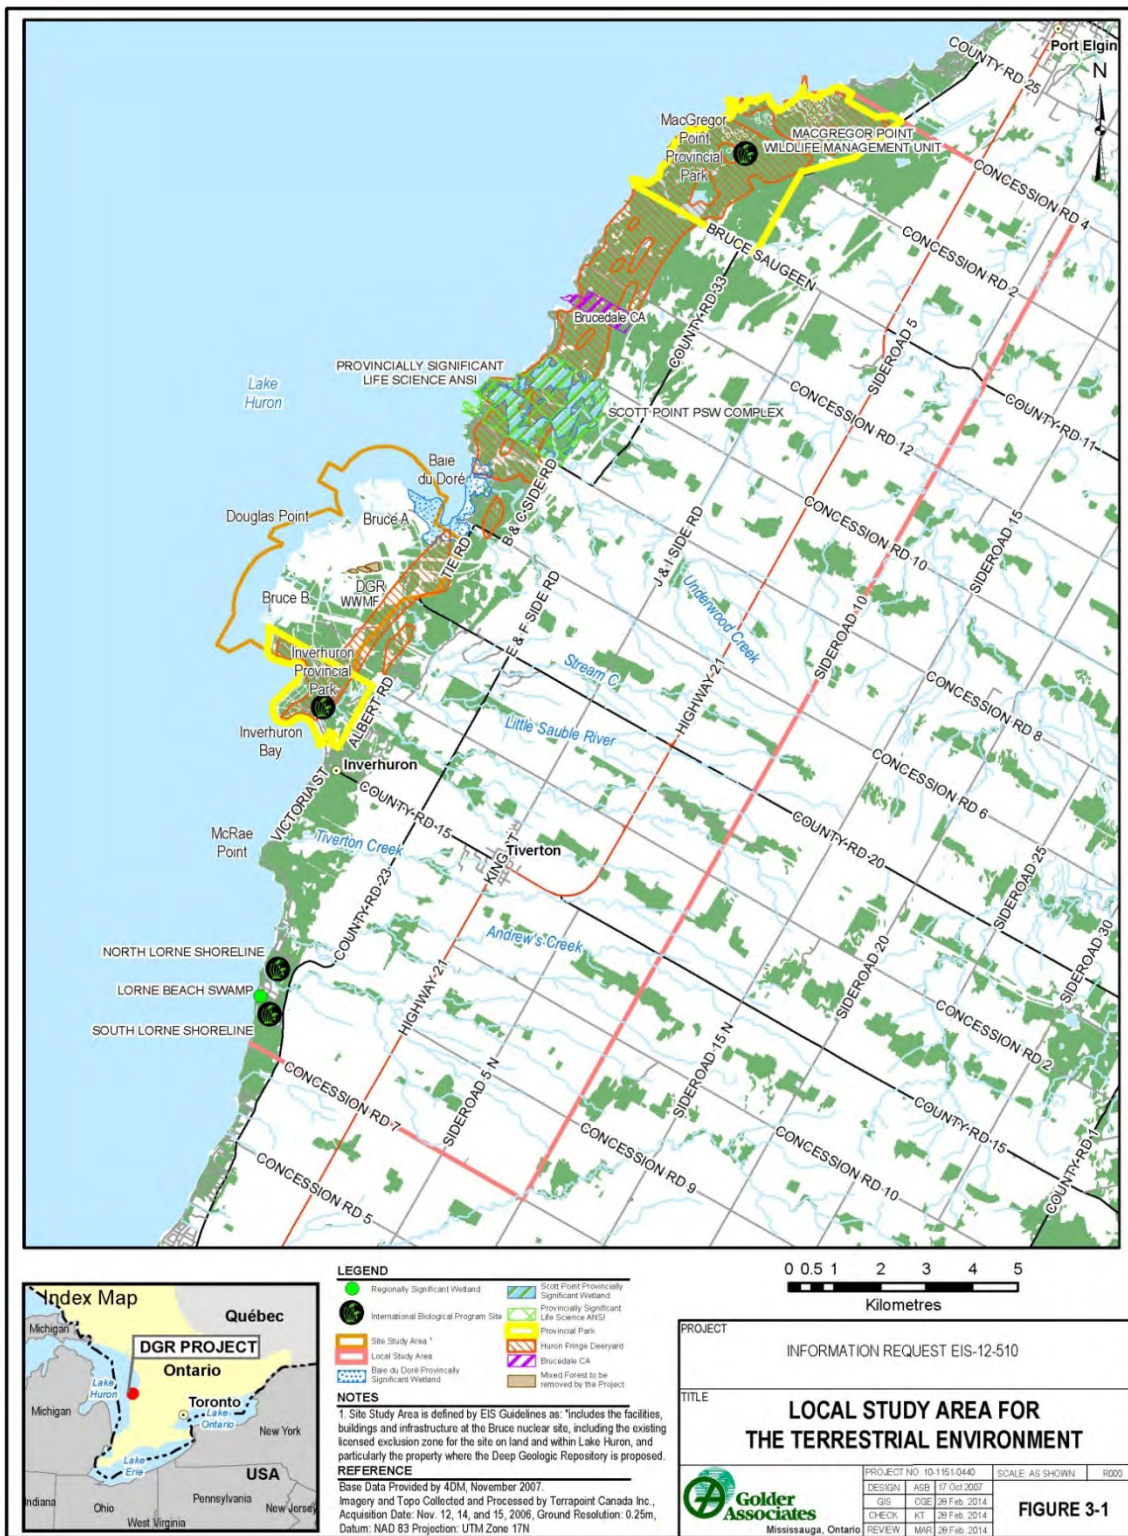 Port Elgin
COUNTY RD 25
N
MacGregor
Point
Provincial
Park
MACGREGOR POINT
WILDLIFE MANAGEMENT UNIT
CONCESSION RD 4
CONCESSION RD 2
BRUCE SAUGEEN
COUNTY RD 33
SIDEROAD 5
Brucedale CA
PROVINCIALLY SIGNIFICANT
LIFE SCIENCE ANSI
Lake
Huron
SCOTT POINT PSW COMPLEX
COUNTY RD 11
CONCESSION RD 12
SIDEROAD 15
Baie
du Doré
B & C SIDE RD
Douglas Point
Bruce A
J & I SIDE RD
CONCESSION RD 10
TIE RD
DGR
WWMF
Bruce B
E & F SIDE RD
Underwood Creek
SIDEROAD 10
Inverhuron
Provincial
Park
Stream C
HIGHWAY 21
CONCESSION RD 8
ALBERT RD
Inverhuron
Bay
Little Sauble River
Inverhuron
CONCESSION RD 6
VICTORIA ST
COUNTY RD 15
McRae
Point
Tiverton Creek
KING ST
Tiverton
COUNTY RD 20
SIDEROAD 25
COUNTY RD 23
Andrew's Creek
SIDEROAD 20
SIDEROAD 30
NORTH LORNE SHORELINE
LORNE BEACH SWAMP
SOUTH LORNE SHORELINE
HIGHWAY 21
CONCESSION RD 2
SIDEROAD 15 N
CONCESSION RD 7
SIDEROAD 5 N
COUNTY RD 15
CONCESSION RD 5
CONCESSION RD 9
CONCESSION RD 10
COUNTY RD 1
Index Map
Québec
Michigan
DGR PROJECT
Ontario
Lake
Huron
Toronto
Lake
Ontario
Michigan
New York
Lake
Erie
USA
Indiana
Ohio
Pennsylvania
New Jersey
West Virginia
LEGEND
Regionally Significant Wetland
International Biological Program Site
Site Study Area ¹
Local Study Area
Baie du Doré Provincially
Significant Wetland
Scott Point Provincially
Significant Wetland
Provincially Significant
Life Science ANSI
Provincial Park
Huron Fringe Deeryard
Brucedale CA
Mixed Forest to be
removed by the Project
NOTES
1. Site Study Area is defined by EIS Guidelines as: "includes the facilities,
buildings and infrastructure at the Bruce nuclear site, including the existing
licensed exclusion zone for the site on land and within Lake Huron, and
particularly the property where the Deep Geologic Repository is proposed.
REFERENCE
Base Data Provided by 4DM, November 2007.
Imagery and Topo Collected and Processed by Terrapoint Canada Inc.,
Acquisition Date: Nov. 12, 14, and 15, 2006, Ground Resolution: 0.25m,
Datum: NAD 83 Projection: UTM Zone 17N
0 0.5 1 2 3 4 5
Kilometres
PROJECT
INFORMATION REQUEST EIS-12-510
TITLE
LOCAL STUDY AREA FOR
THE TERRESTRIAL ENVIRONMENT
Golder
Associates
Mississauga, Ontario
PROJECT NO. 10-1151-0440
SCALE: AS SHOWN
R000
DESIGN ASB 17 Oct 2007
GIS CGE 28 Feb. 2014
CHECK KT 28 Feb. 2014
REVIEW MAR 28 Feb. 2014
FIGURE 3-1